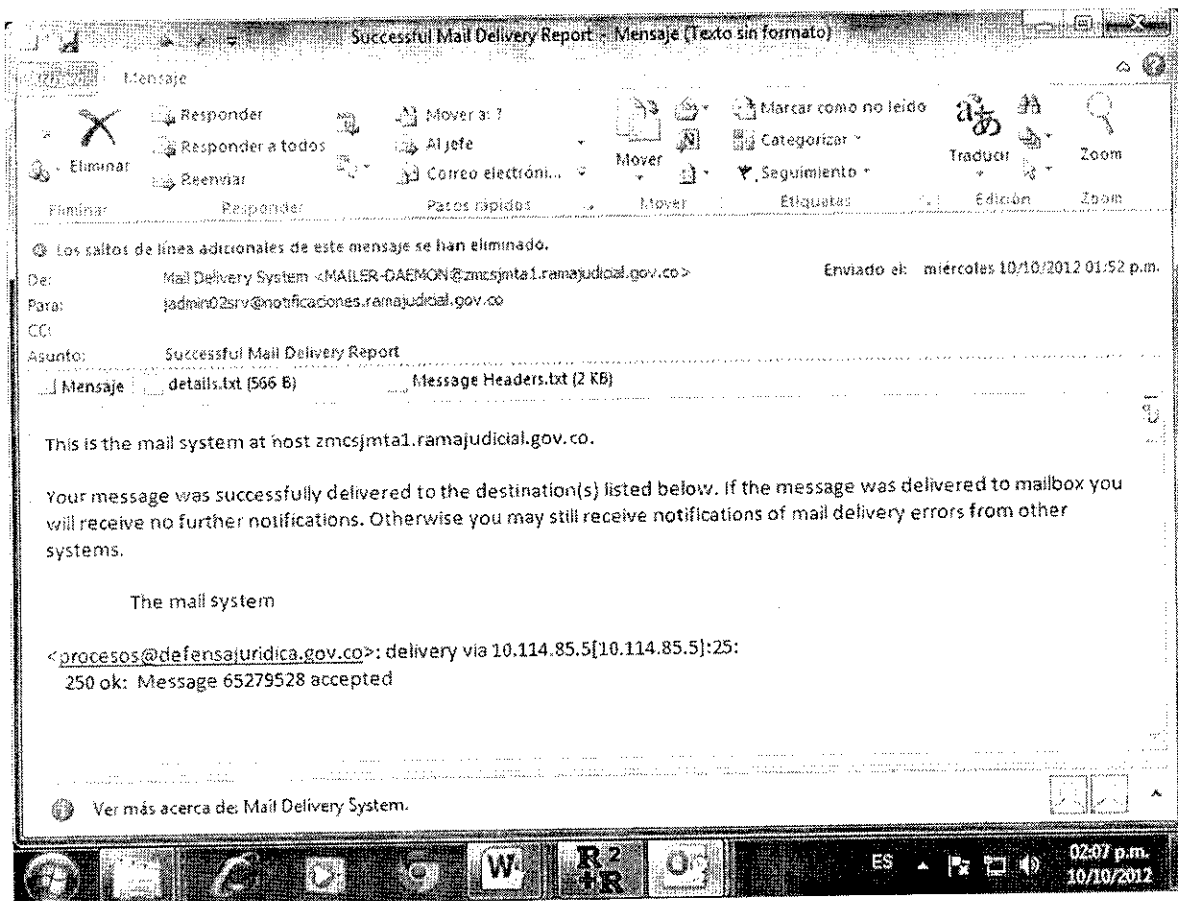 Successful Mail Delivery Report - Mensaje (Texto sin formato)
Mensaje
Eliminar
Responder
Responder a todos
Reenviar
Mover a: ?
Al jefe
Correo electróni...
Mover
Marcar como no leído
Categorizar
Seguimiento
Traducir
Zoom
Eliminar
Responder
Pasos rápidos
Mover
Etiquetas
Edición
Zoom
Los saltos de línea adicionales de este mensaje se han eliminado.
De: Mail Delivery System <MAILER-DAEMON@zmcsjmta1.ramajudicial.gov.co> Enviado el: miércoles 10/10/2012 01:52 p.m.
Para: jadmin02srv@notificaciones.ramajudicial.gov.co
CC:
Asunto: Successful Mail Delivery Report
Mensaje details.txt (566 B) Message Headers.txt (2 KB)
This is the mail system at host zmcsjmta1.ramajudicial.gov.co.
Your message was successfully delivered to the destination(s) listed below. If the message was delivered to mailbox you
will receive no further notifications. Otherwise you may still receive notifications of mail delivery errors from other
systems.
The mail system
<procesos@defensajuridica.gov.co>: delivery via 10.114.85.5[10.114.85.5]:25:
250 ok: Message 65279528 accepted
Ver más acerca de: Mail Delivery System.
W
R 2
+R
O
ES
02:07 p.m.
10/10/2012